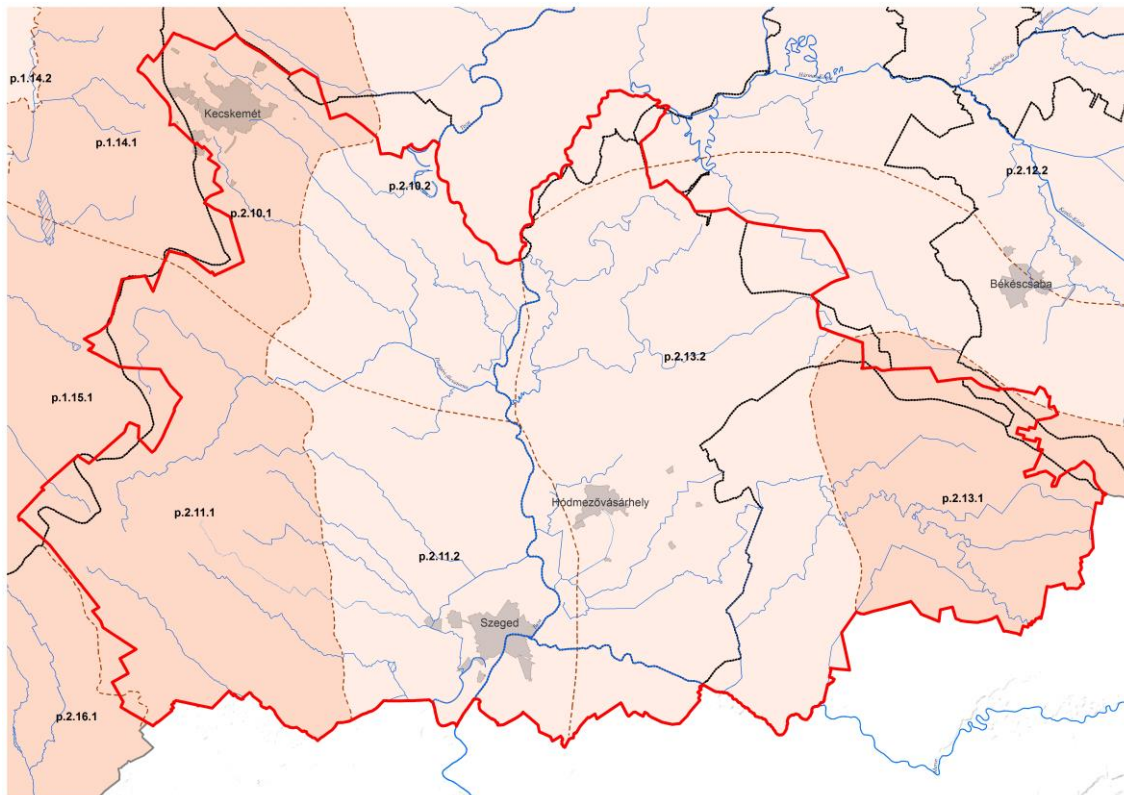 p.1.14.2
Kecskemét
p.1.14.1
p.2.10.2
p.2.12.2
p.2.10.1
Békéscsaba
p.2.13.2
p.1.15.1
Hódmezővásárhely
p.2.13.1
p.2.11.1
p.2.11.2
Szeged
p.2.16.1